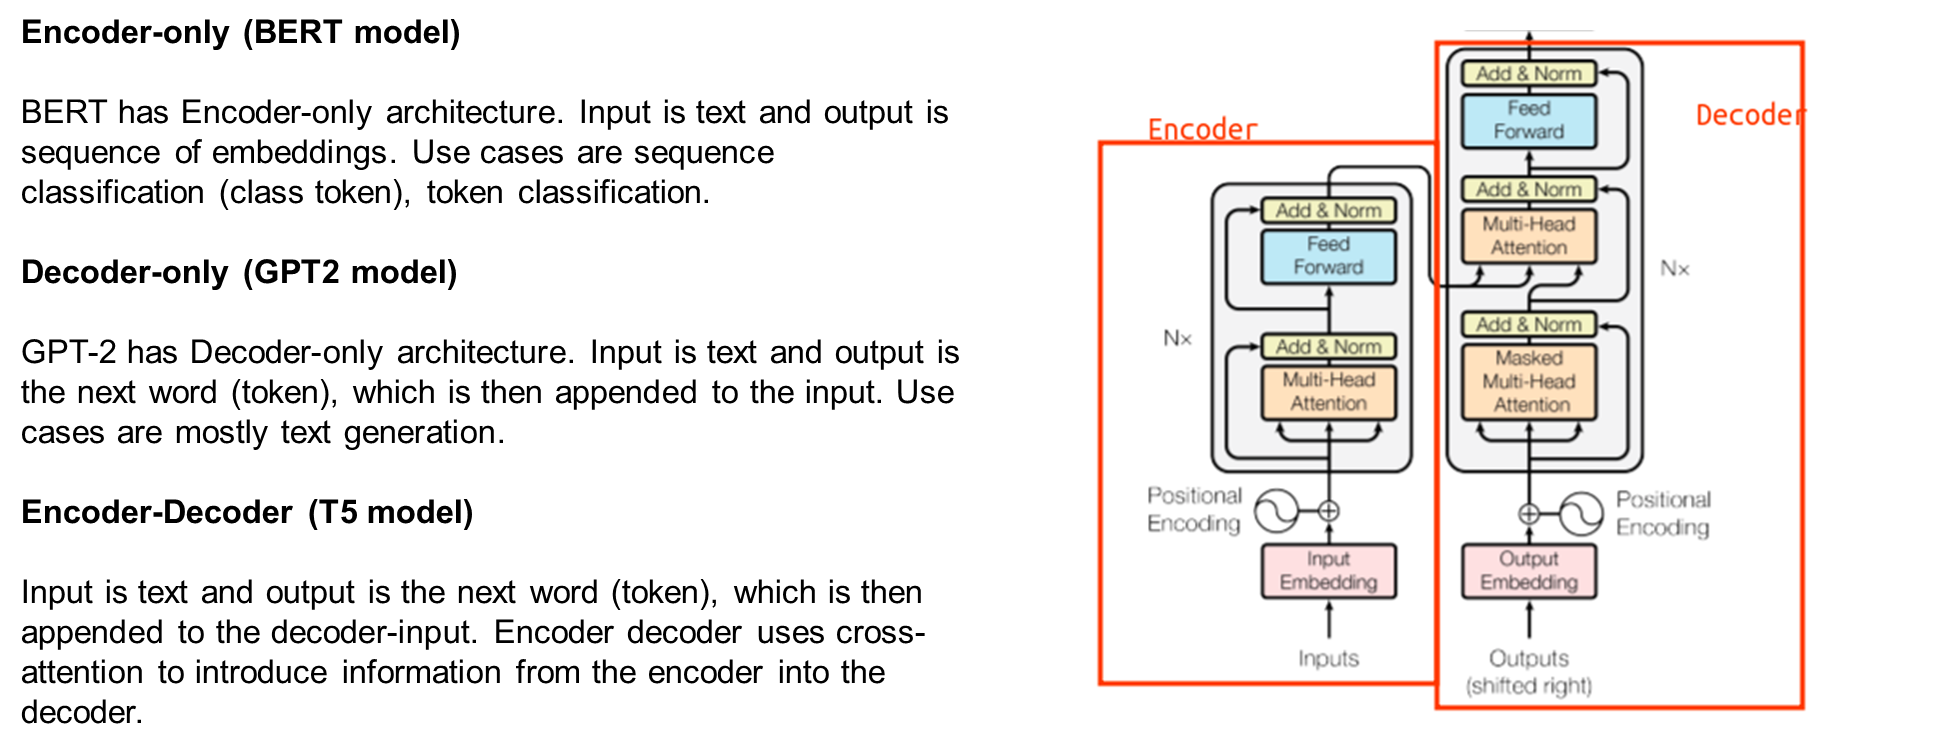 Encoder-only (BERT model)
BERT has Encoder-only architecture. Input is text and output is
sequence of embeddings. Use cases are sequence
classification (class token), token classification.
Decoder-only (GPT2 model)
GPT-2 has Decoder-only architecture. Input is text and output is
the next word (token), which is then appended to the input. Use
cases are mostly text generation.
Encoder-Decoder (T5 model)
Input is text and output is the next word (token), which is then
appended to the decoder-input. Encoder decoder uses cross-
attention to introduce information from the encoder into the
decoder.
Encoder
Add & Norm
Feed
Forward
Nx
Add & Norm
Multi-Head
Attention
Positional
Encoding
Input
Embedding
Inputs
Decoder
Add & Norm
Feed
Forward
Add & Norm
Multi-Head
Attention
Nx
Add & Norm
Masked
Multi-Head
Attention
Positional
Encoding
Output
Embedding
Outputs
(shifted right)